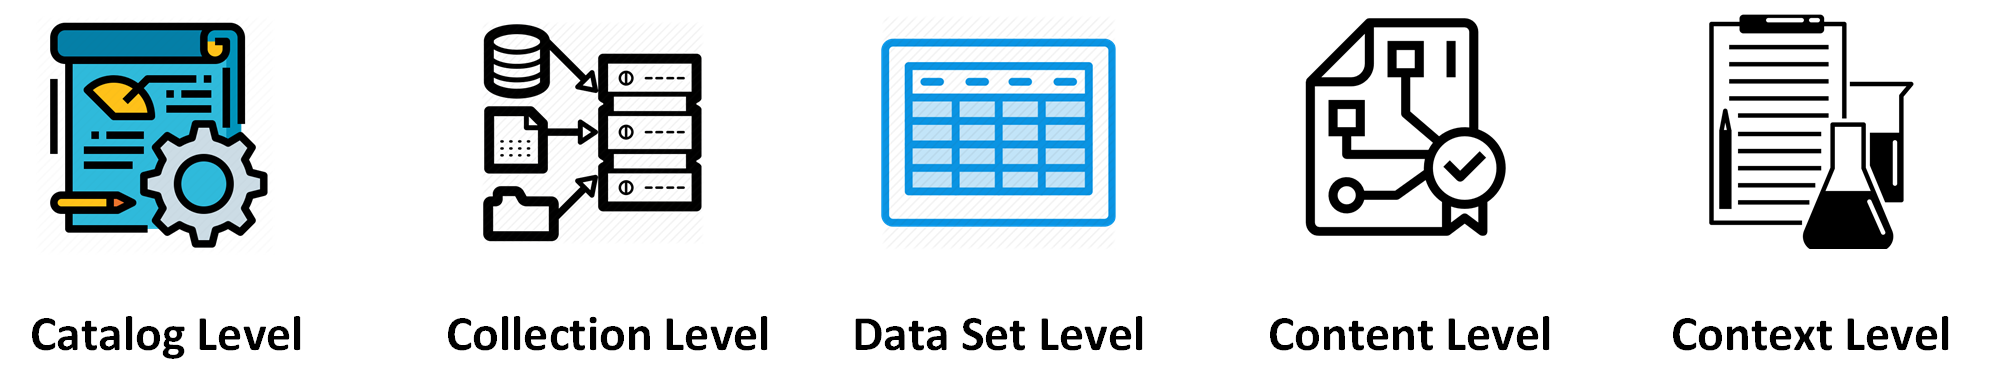 Catalog Level
Collection Level
Data Set Level
Content Level
Context Level